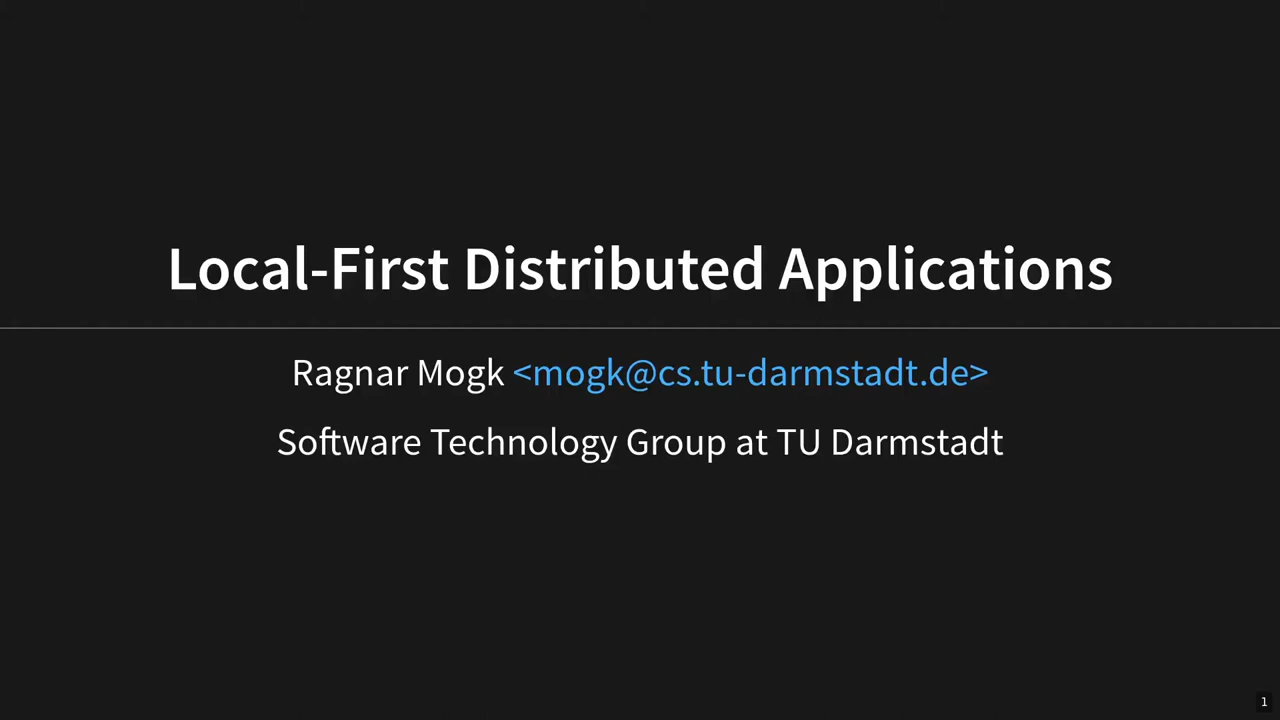 Local-First Distributed Applications
Ragnar Mogk <mogk@cs.tu-darmstadt.de>
Software Technology Group at TU Darmstadt
1